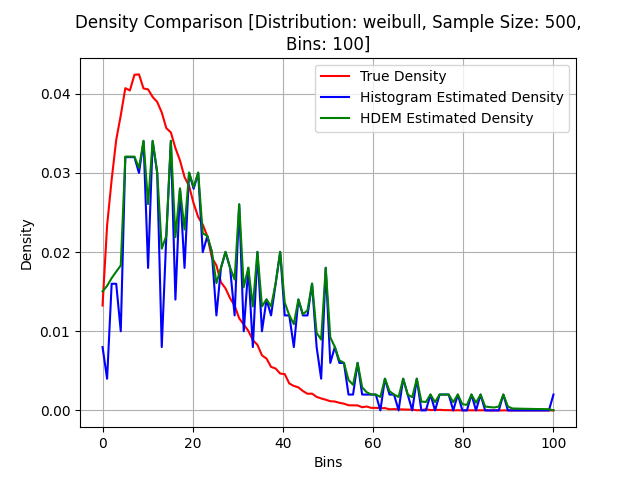 Density Comparison [Distribution: weibull, Sample Size: 500,
Bins: 100]
True Density
Histogram Estimated Density
HDEM Estimated Density
Density
0.04
0.03
0.02
0.01
0.00
0
20
40
60
80
100
Bins